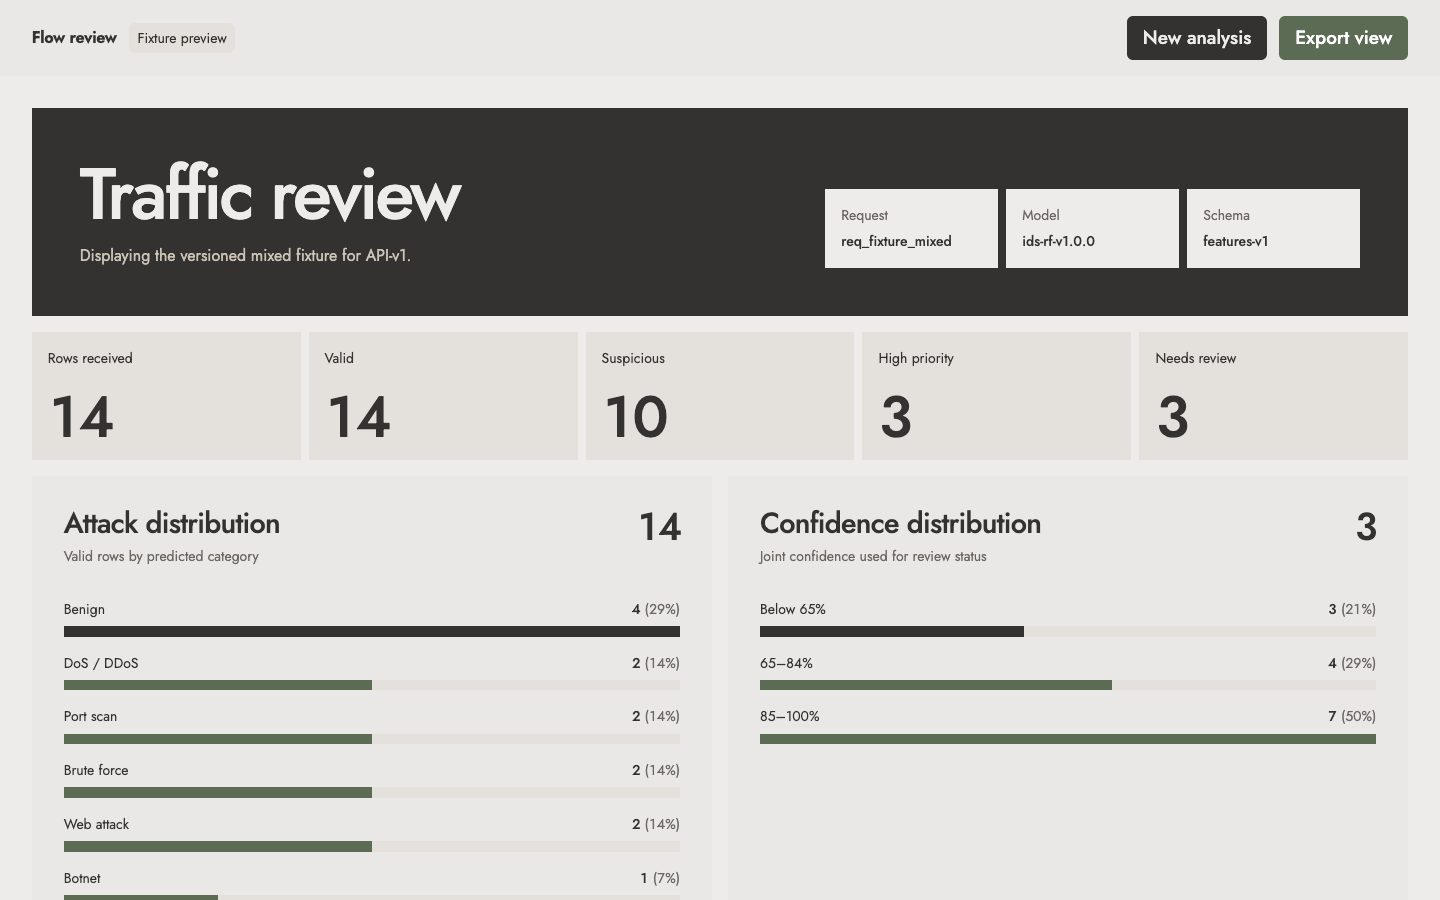 Flow review
Fixture preview
New analysis
Export view
Traffic review
Displaying the versioned mixed fixture for API-v1.
Request
req_fixture_mixed
Model
ids-rf-v1.0.0
Schema
features-v1
Rows received
14
Valid
14
Suspicious
10
High priority
3
Needs review
3
Attack distribution
14
Valid rows by predicted category
Benign
4 (29%)
DoS / DDoS
2 (14%)
Port scan
2 (14%)
Brute force
2 (14%)
Web attack
2 (14%)
Botnet
1 (7%)
Confidence distribution
3
Joint confidence used for review status
Below 65%
3 (21%)
65–84%
4 (29%)
85–100%
7 (50%)